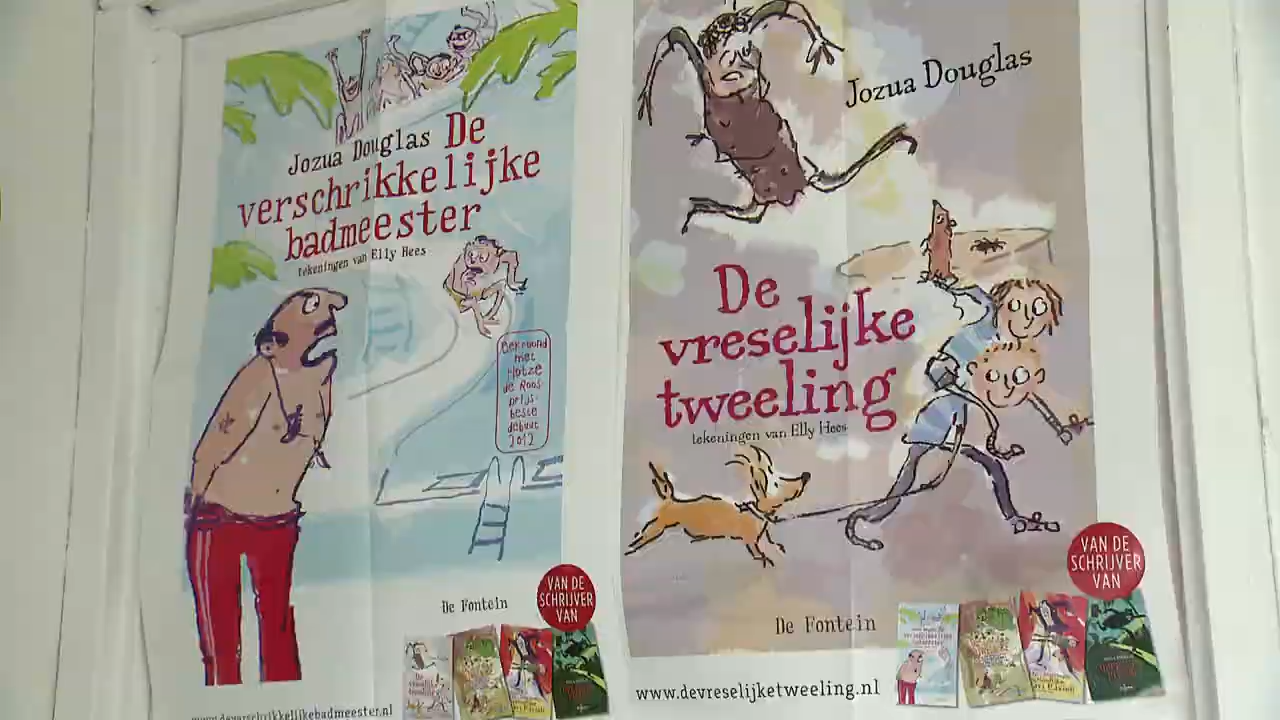 Jozua Douglas De
verschrikkelijke
badmeester
tekeningen van Elly Hees
Bekroond
met
Hotze
de Roos-
prijs-
beste
debuut
2012
De Fontein
VAN DE
SCHRIJVER
VAN
www.deverschrikkelijkebadmeester.nl
Jozua Douglas
De
vreselijke
tweeling
tekeningen van Elly Hees
De Fontein
VAN DE
SCHRIJVER
VAN
www.devreselijketweeling.nl